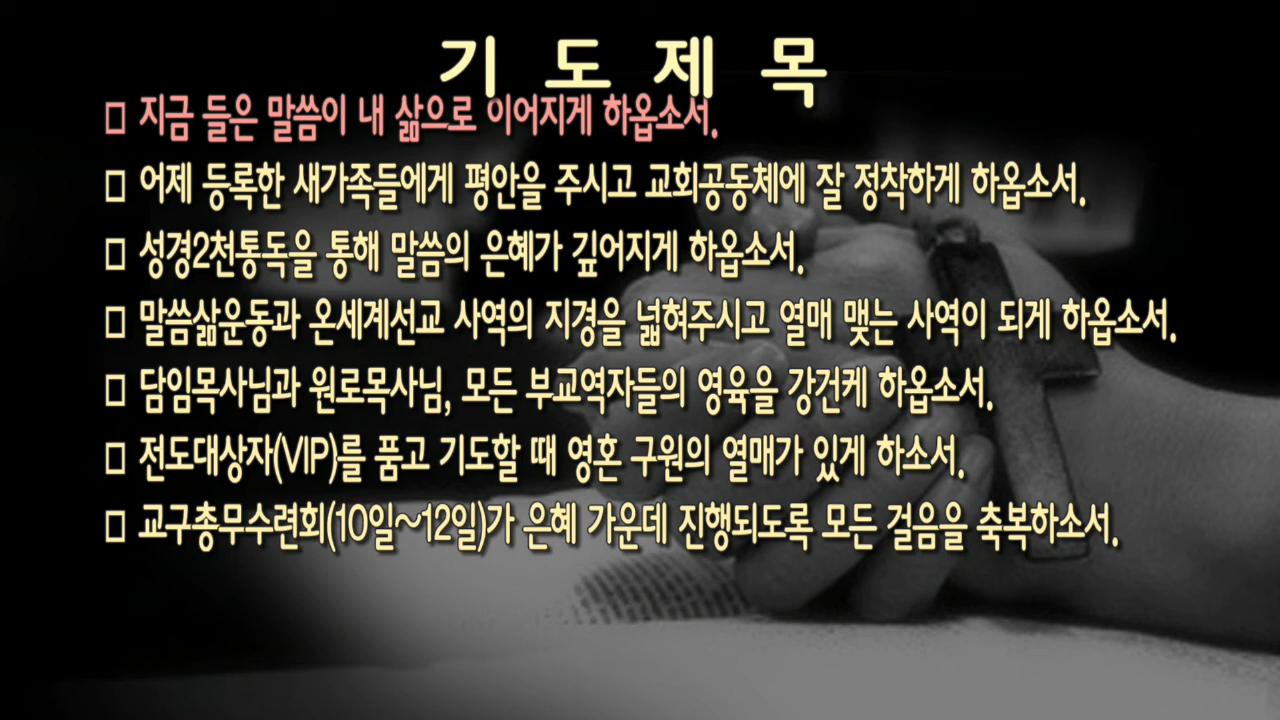 기 도 제 목
□ 지금 들은 말씀이 내 삶으로 이어지게 하옵소서.
□ 어제 등록한 새가족들에게 평안을 주시고 교회공동체에 잘 정착하게 하옵소서.
□ 성경2천통독을 통해 말씀의 은혜가 깊어지게 하옵소서.
□ 말씀삶운동과 온세계선교 사역의 지경을 넓혀주시고 열매 맺는 사역이 되게 하옵소서.
□ 담임목사님과 원로목사님, 모든 부교역자들의 영육을 강건케 하옵소서.
□ 전도대상자(VIP)를 품고 기도할 때 영혼 구원의 열매가 있게 하소서.
□ 교구총무수련회(10일~12일)가 은혜 가운데 진행되도록 모든 걸음을 축복하소서.